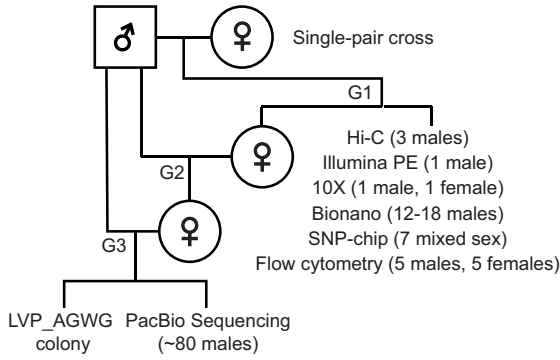 Single-pair cross
G1
Hi-C (3 males)
Illumina PE (1 male)
10X (1 male, 1 female)
Bionano (12-18 males)
SNP-chip (7 mixed sex)
Flow cytometry (5 males, 5 females)
G2
G3
LVP_AGWG
colony
PacBio Sequencing
(~80 males)